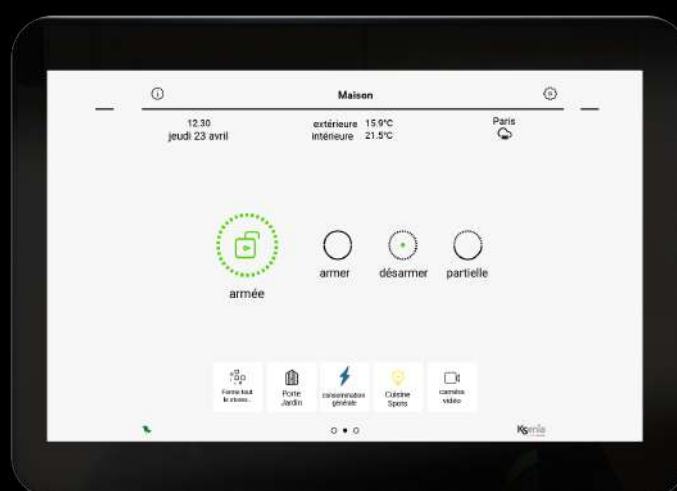 Maison
12.30
jeudi 23 avril
extérieure 15.9°C
intérieure 21.5°C
Paris
armée
armer
désarmer
partielle
Porte
Jardin
consommation
générale
Cuisine
Spots
caméra
vidéo
Ksenia